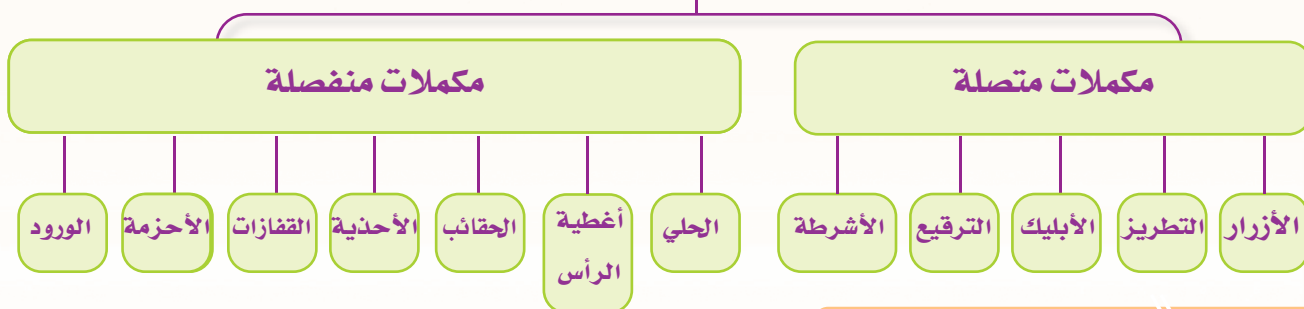 مكملات متصلة
مكملات منفصلة
الأزرار
التطريز
الأبليك
الترقيع
الأشرطة
الحلي
أغطية
الرأس
الحقائب
الأحذية
القفازات
الأحزمة
الورود